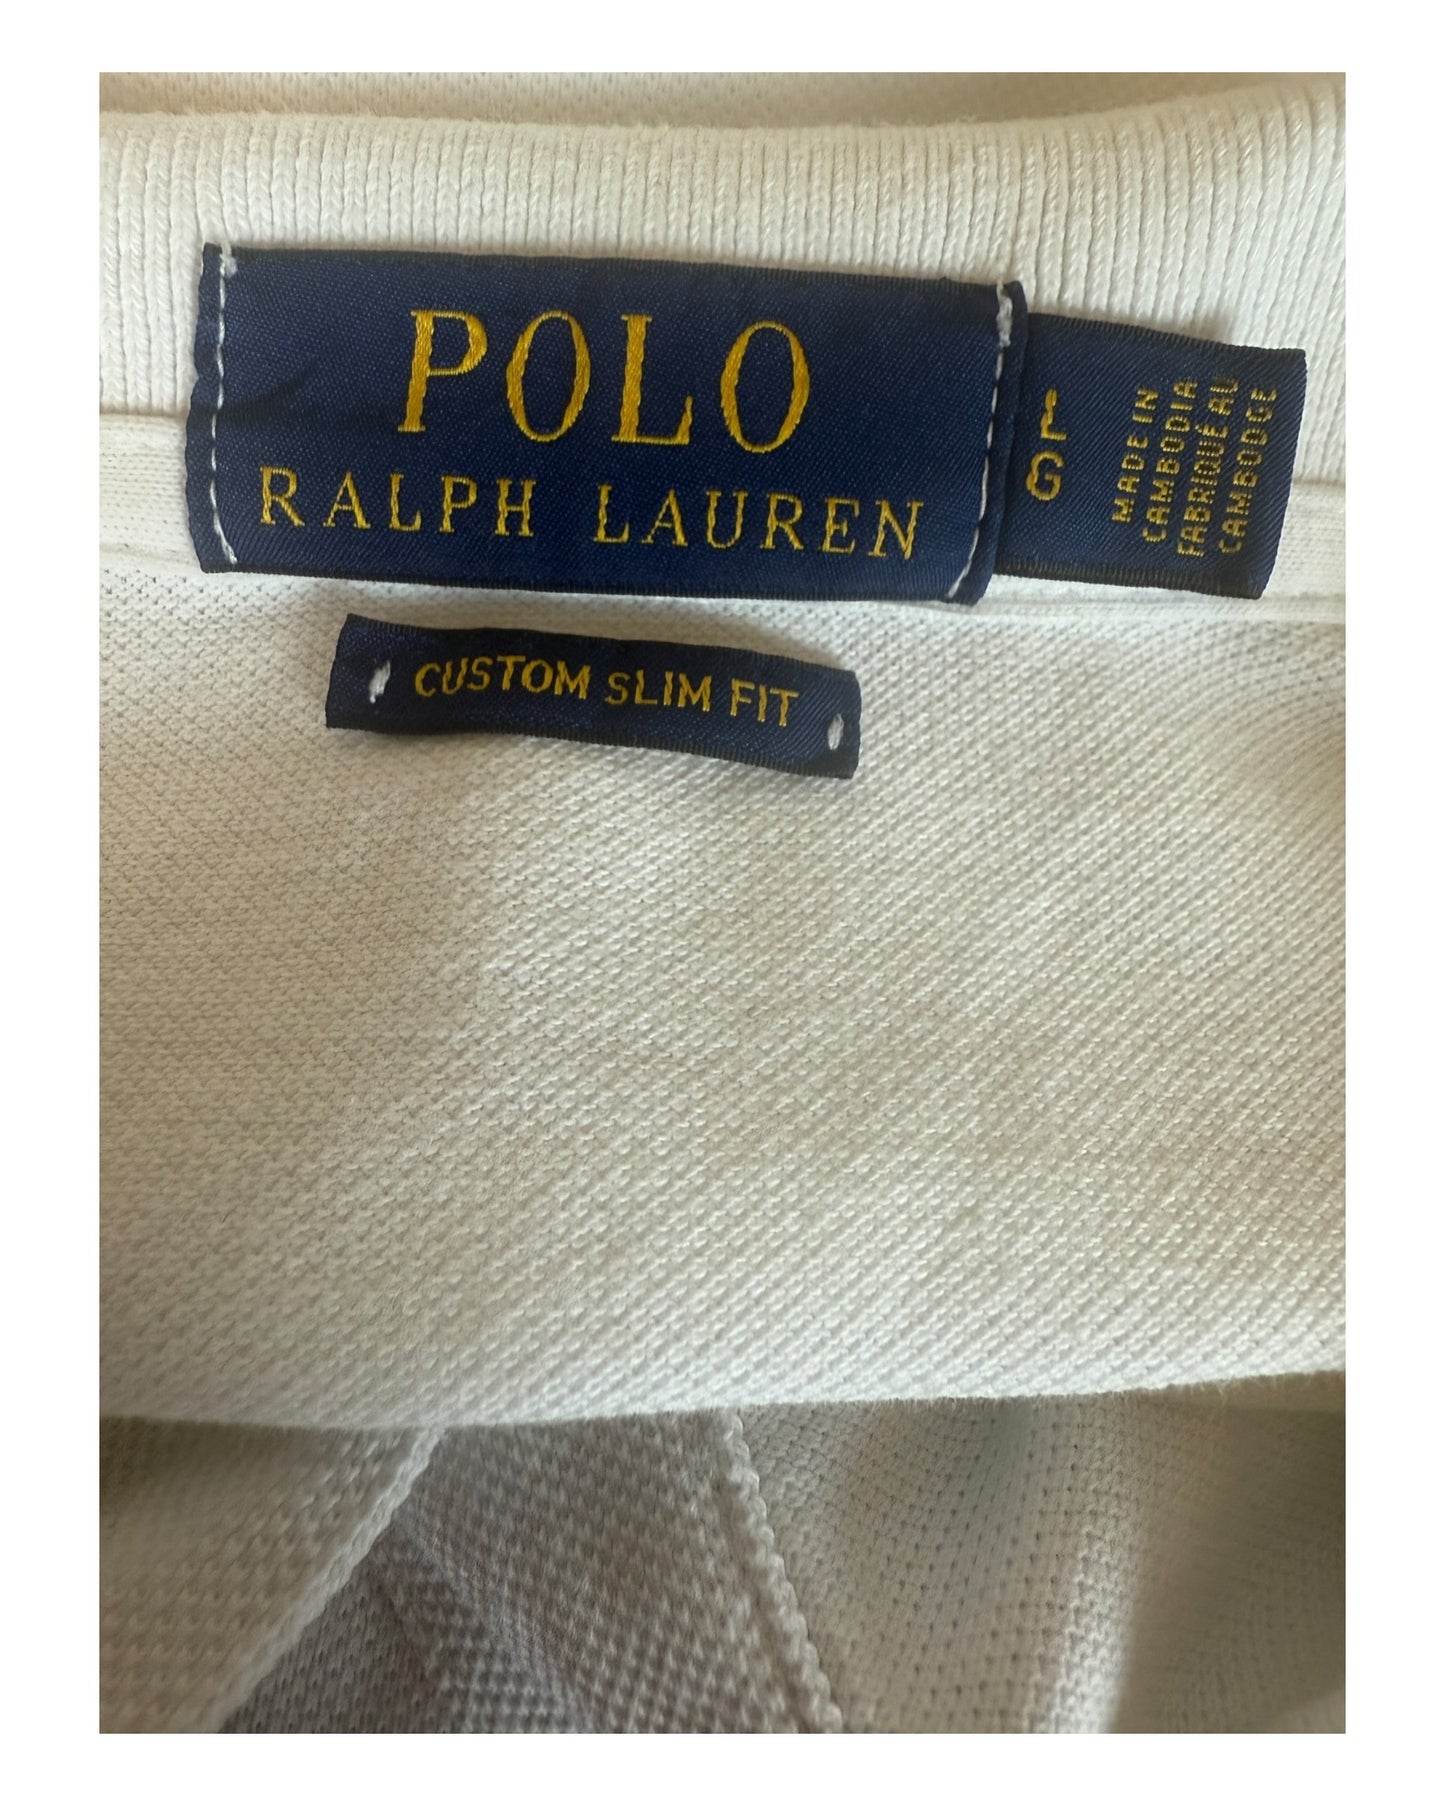 POLO
RALPH LAUREN
L
G
MADE IN
CAMBODIA
FABRIQUÉ AU
CAMBODGE
CUSTOM SLIM FIT